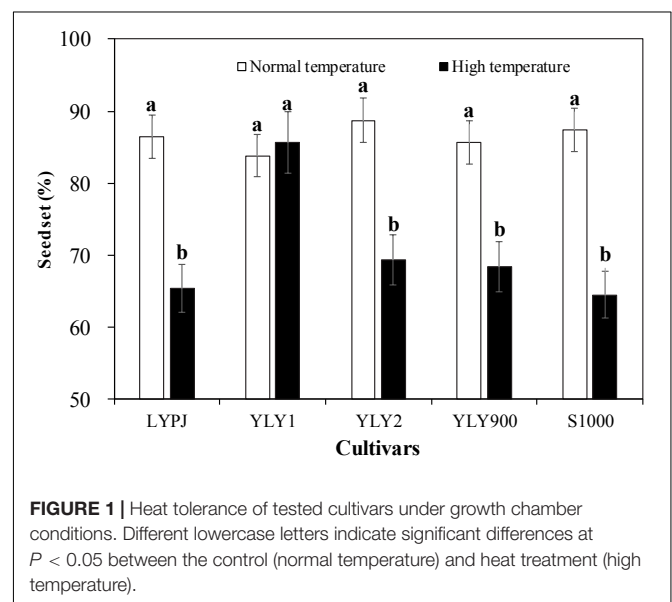 100
90
80
70
60
50
Seedset (%)
Normal temperature High temperature
a
b
a a
a
b
a
b
a
b
LYPJ YLY1 YLY2 YLY900 S1000
Cultivars
FIGURE 1 | Heat tolerance of tested cultivars under growth chamber
conditions. Different lowercase letters indicate significant differences at
P < 0.05 between the control (normal temperature) and heat treatment (high
temperature).